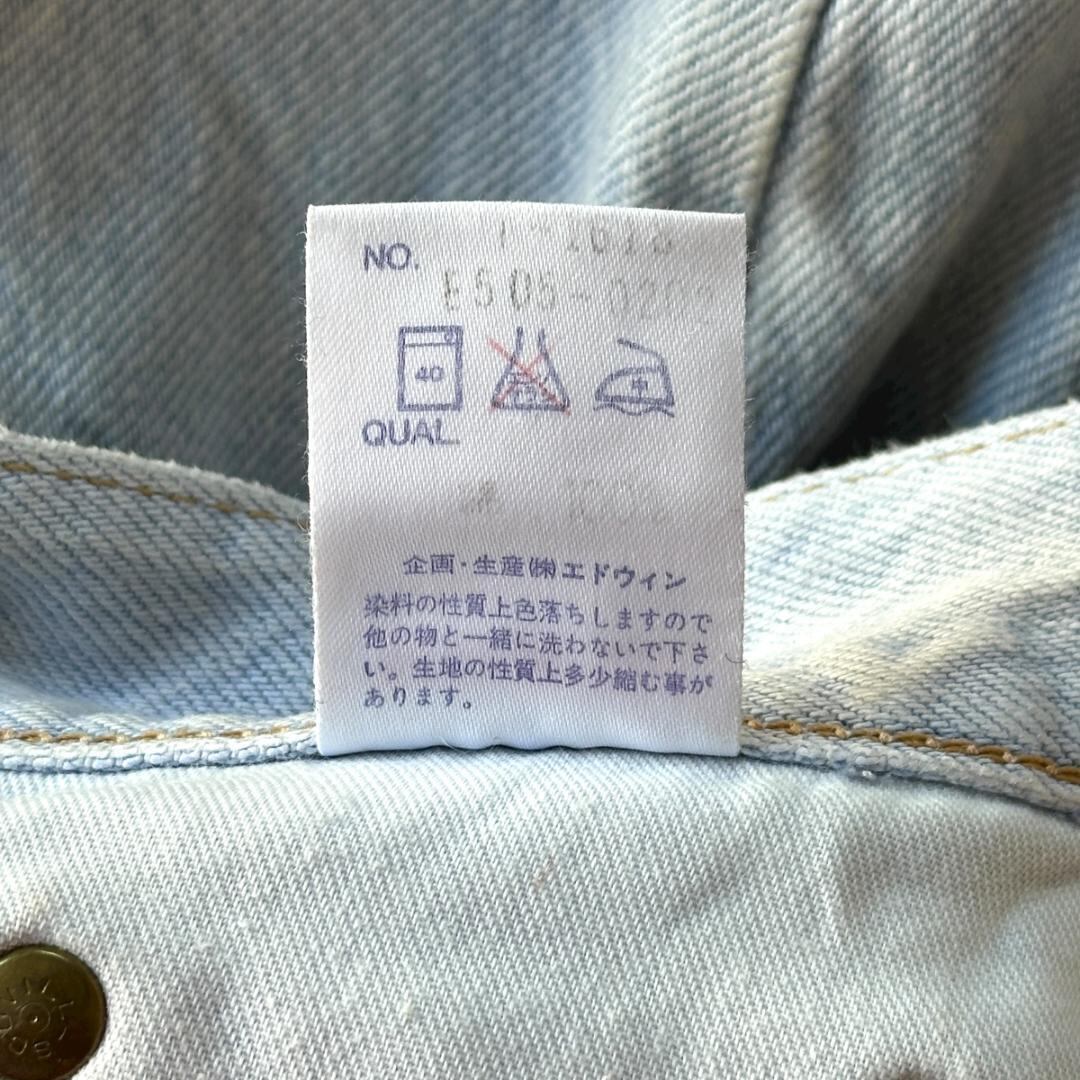 NO.
E505-02
40
中
QUAL.
企画・生産㈱エドウィン
染料の性質上色落ちしますので
他の物と一緒に洗わないで下さ
い。生地の性質上多少縮む事が
あります。